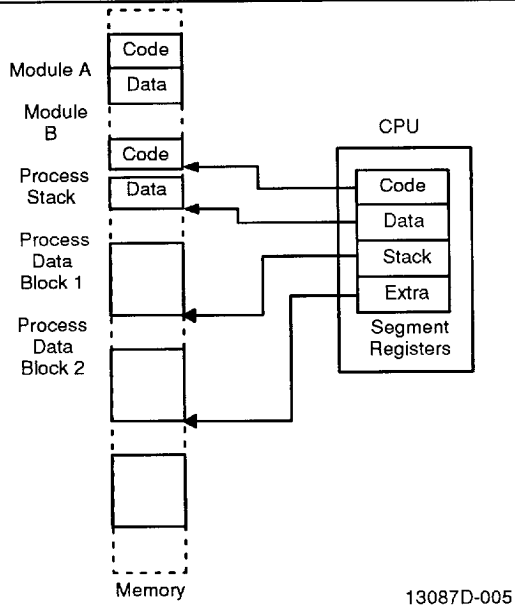 Module A
Code
Data
Module
B
Code
Process
Stack
Data
Process
Data
Block 1
Process
Data
Block 2
Memory
CPU
Code
Data
Stack
Extra
Segment
Registers
13087D-005